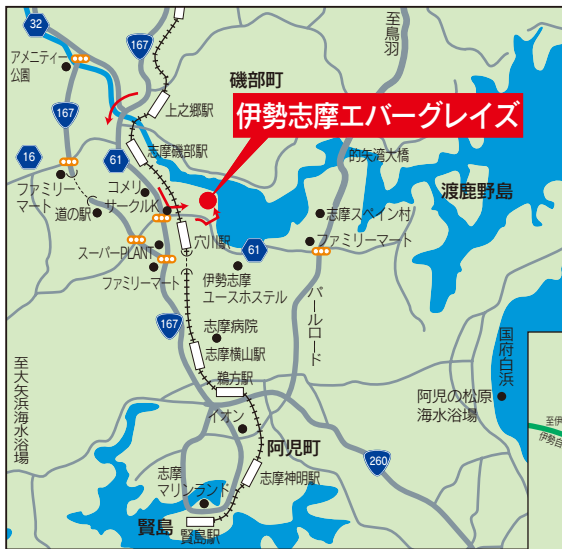 32
アメニティー
公園
167
167
至鳥羽
磯部町
上之郷駅
伊勢志摩エバーグレイズ
的矢湾大橋
渡鹿野島
志摩磯部駅
16
61
コメリ
サークルK
ファミリー
マート
道の駅
志摩スペイン村
ファミリーマート
穴川駅
スーパーPLANT
ファミリーマート
61
伊勢志摩
ユースホステル
パールロード
167
志摩病院
志摩横山駅
国府白浜
至大矢浜海水浴場
鵜方駅
阿児の松原
海水浴場
イオン
阿児町
260
志摩
マリンランド
志摩神明駅
賢島
賢島駅
至伊
伊勢自